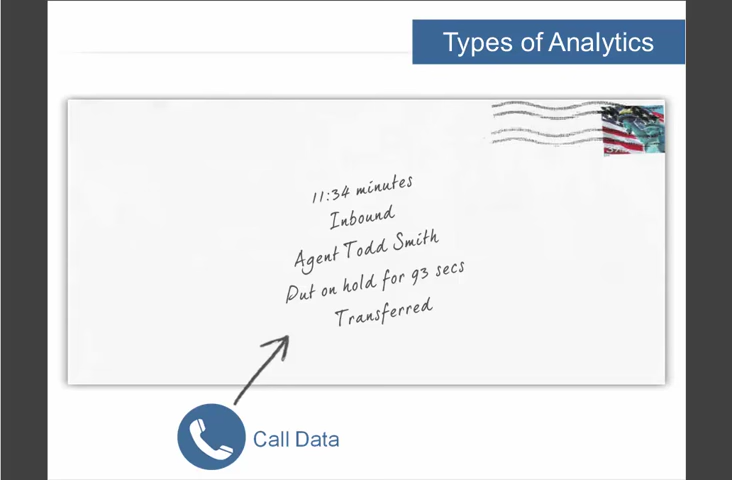 Types of Analytics
11:34 minutes
Inbound
Agent Todd Smith
Put on hold for 93 secs
Transferred
Call Data